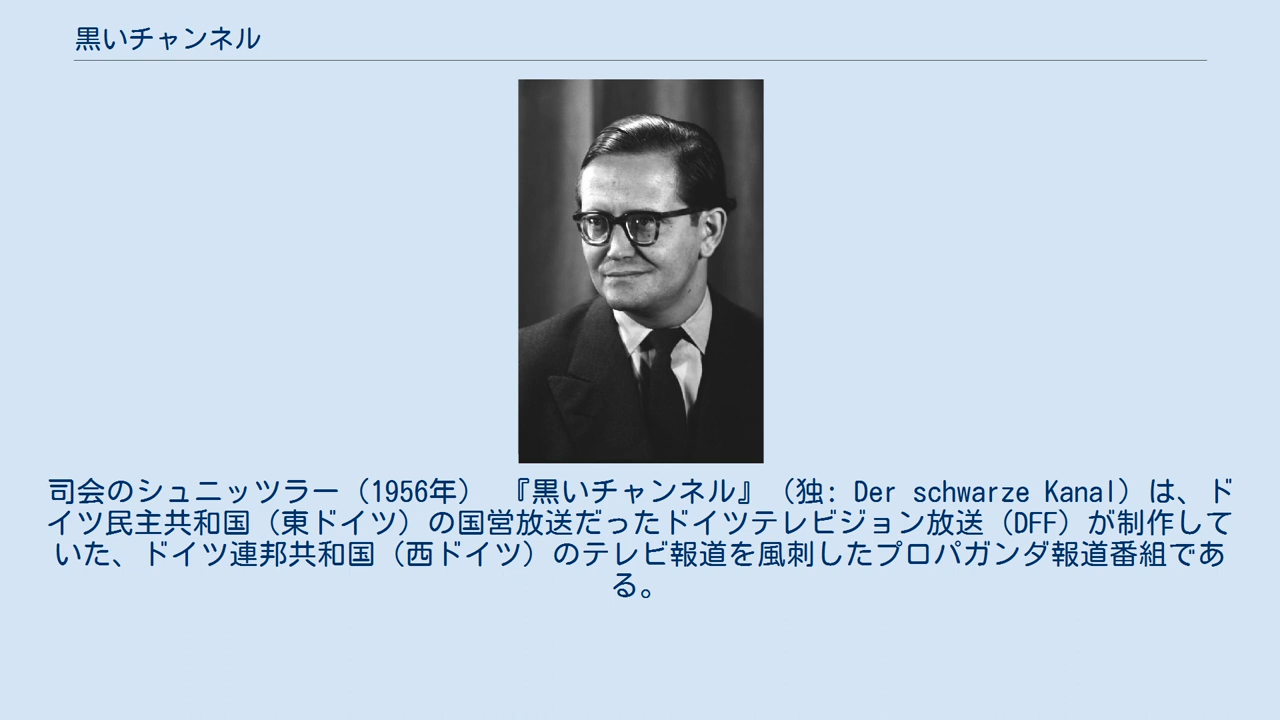 黒いチャンネル
司会のシュニッツラー（1956年） 『黒いチャンネル』（独: Der schwarze Kanal）は、ド
イツ民主共和国（東ドイツ）の国営放送だったドイツテレビジョン放送（DFF）が制作して
いた、ドイツ連邦共和国（西ドイツ）のテレビ報道を風刺したプロパガンダ報道番組であ
る。